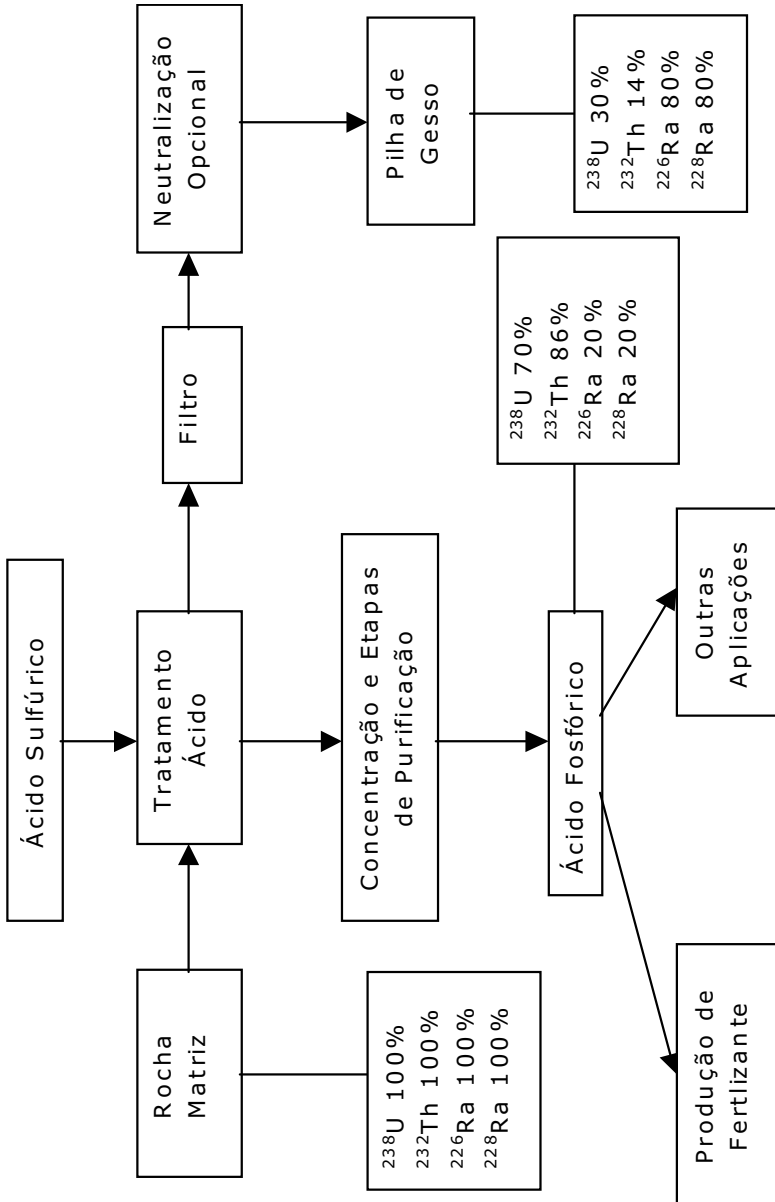 Ácido Sulfúrico
Rocha
Matriz
Tratamento
Ácido
Filtro
Neutralização
Opcional
²³⁸U 100%
²³²Th 100%
²²⁶Ra 100%
²²⁸Ra 100%
Concentração e Etapas
de Purificação
Pilha de
Gesso
Ácido Fosfórico
²³⁸U 70%
²³²Th 86%
²²⁶Ra 20%
²²⁸Ra 20%
²³⁸U 30%
²³²Th 14%
²²⁶Ra 80%
²²⁸Ra 80%
Produção de
Fertlizante
Outras
Aplicações